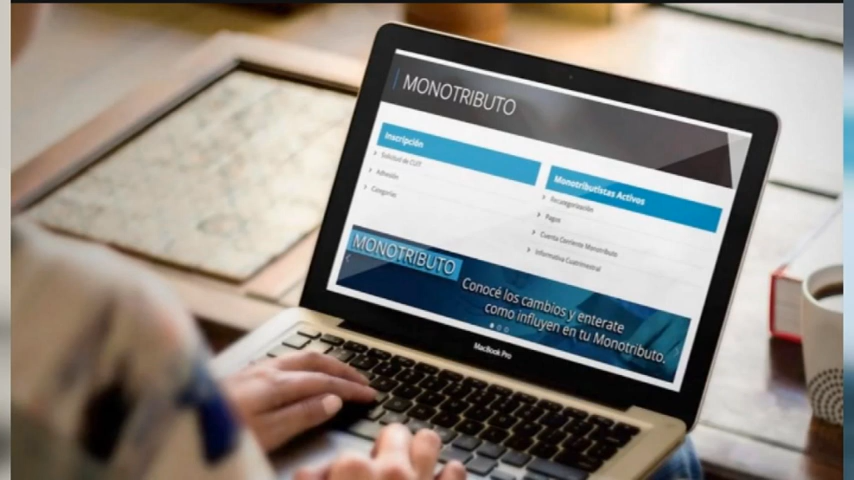 MONOTRIBUTO
Inscripción
Solicitud de CUIT
Adhesión
Categorías
Monotributistas Activos
Recategorización
Pagos
Cuenta Corriente Monotributo
Informativa Cuatrimestral
MONOTRIBUTO
Conocé los cambios y enterate
como influyen en tu Monotributo.
MacBook Pro